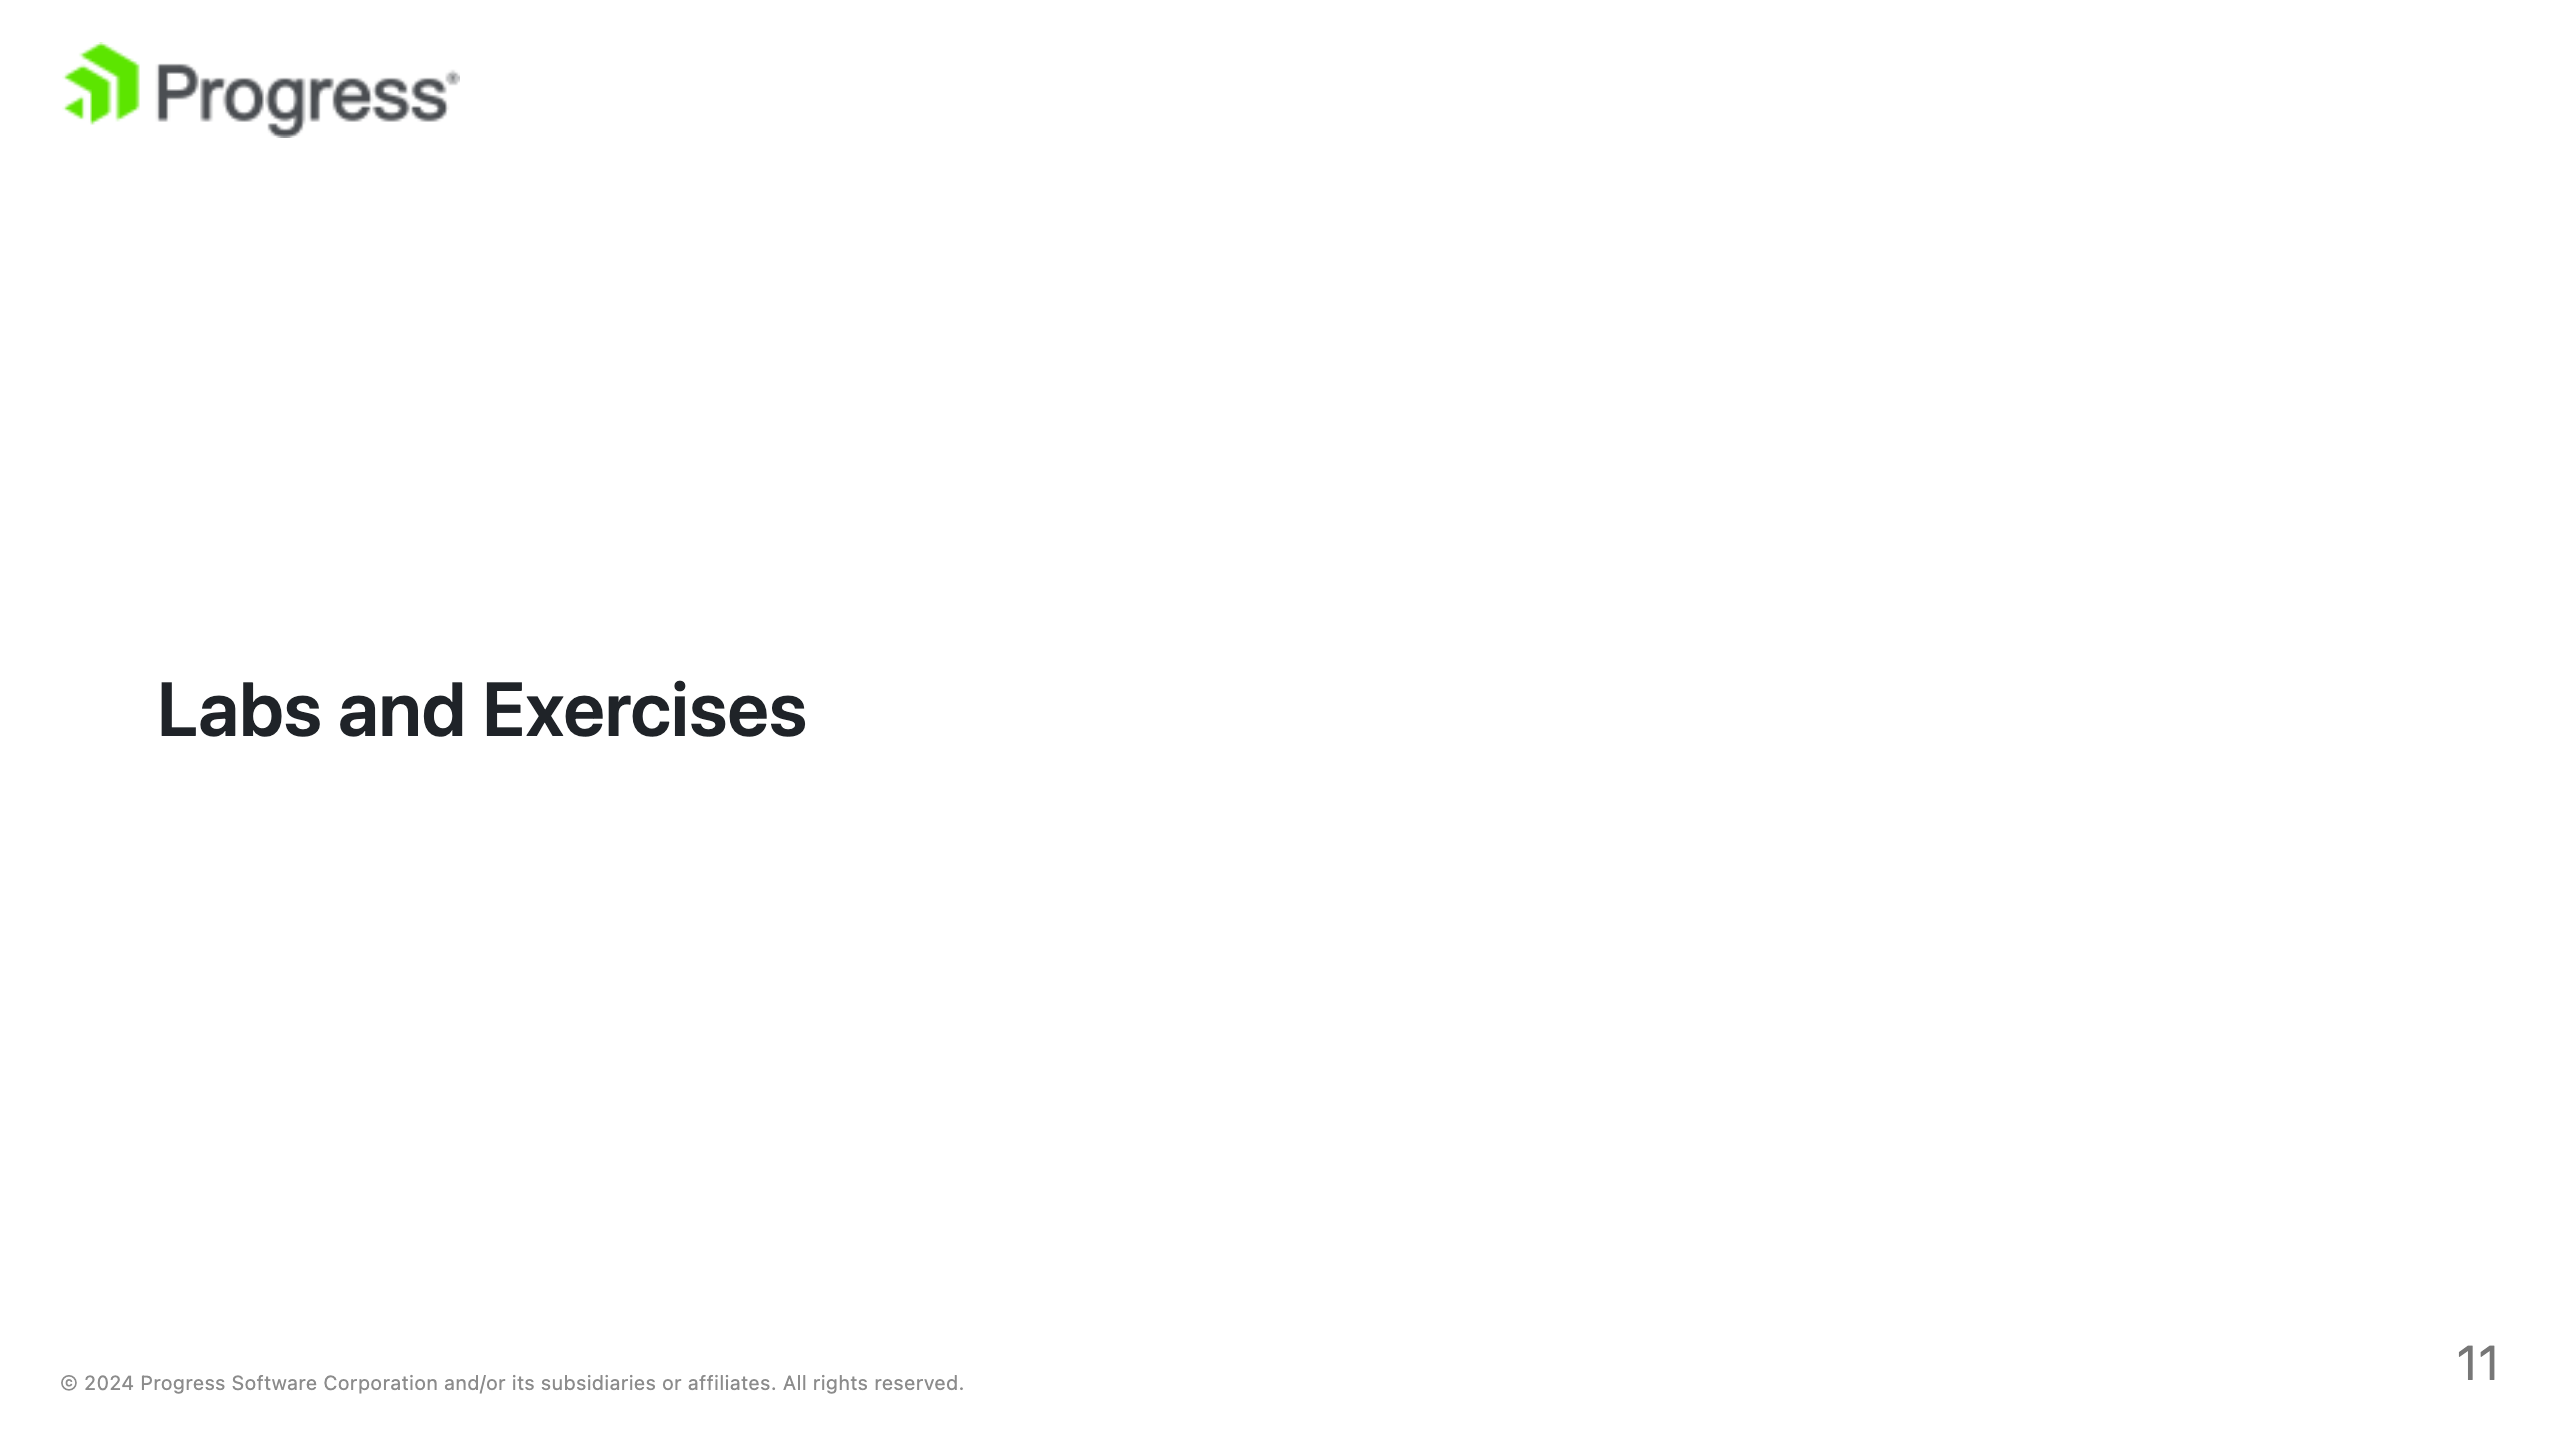 Progress®
Labs and Exercises
© 2024 Progress Software Corporation and/or its subsidiaries or affiliates. All rights reserved.
11